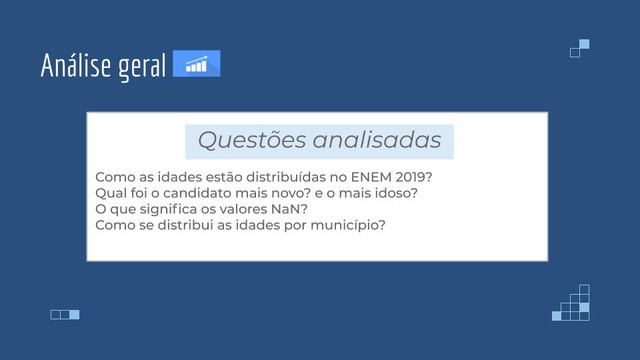 Análise geral
Questões analisadas
Como as idades estão distribuídas no ENEM 2019?
Qual foi o candidato mais novo? e o mais idoso?
O que significa os valores NaN?
Como se distribui as idades por município?